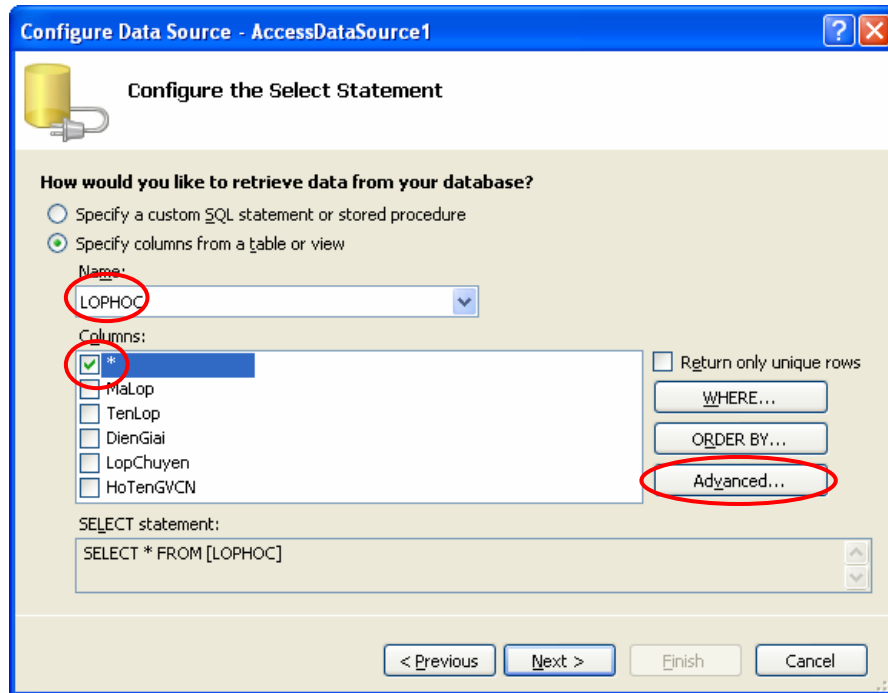 Configure Data Source - AccessDataSource1
Configure the Select Statement
How would you like to retrieve data from your database?
Specify a custom SQL statement or stored procedure
Specify columns from a table or view
Name:
LOPHOC
Columns:
*
MaLop
TenLop
DienGiai
LopChuyen
HoTenGVCN
Return only unique rows
WHERE...
ORDER BY...
Advanced...
SELECT statement:
SELECT * FROM [LOPHOC]
< Previous
Next >
Finish
Cancel